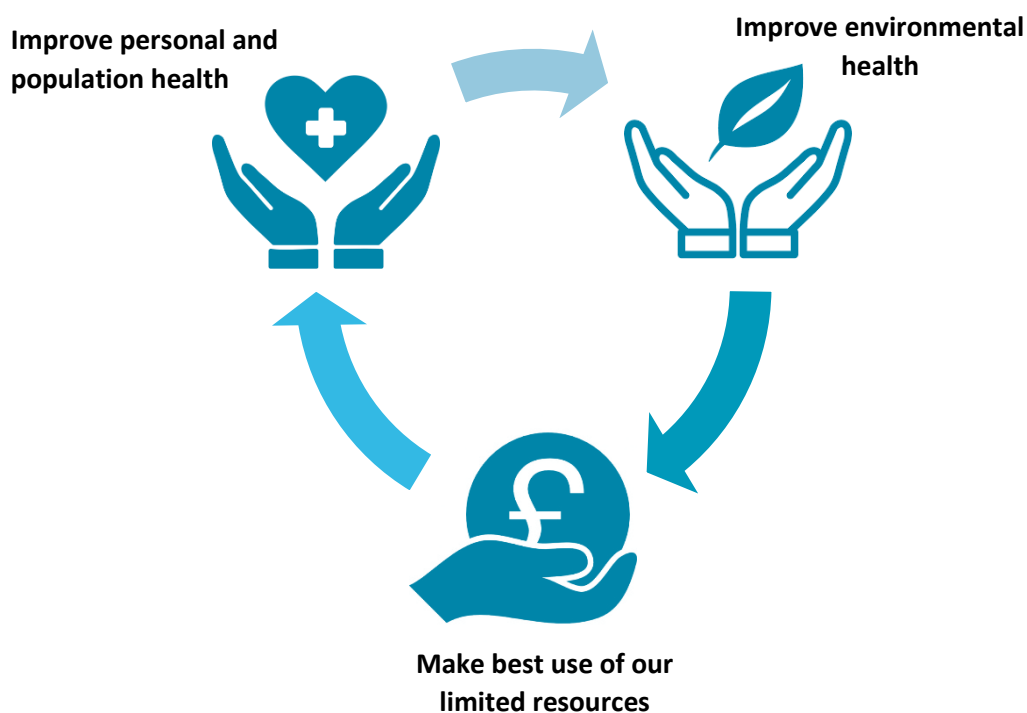 Improve personal and
population health
Improve environmental
health
£
Make best use of our
limited resources